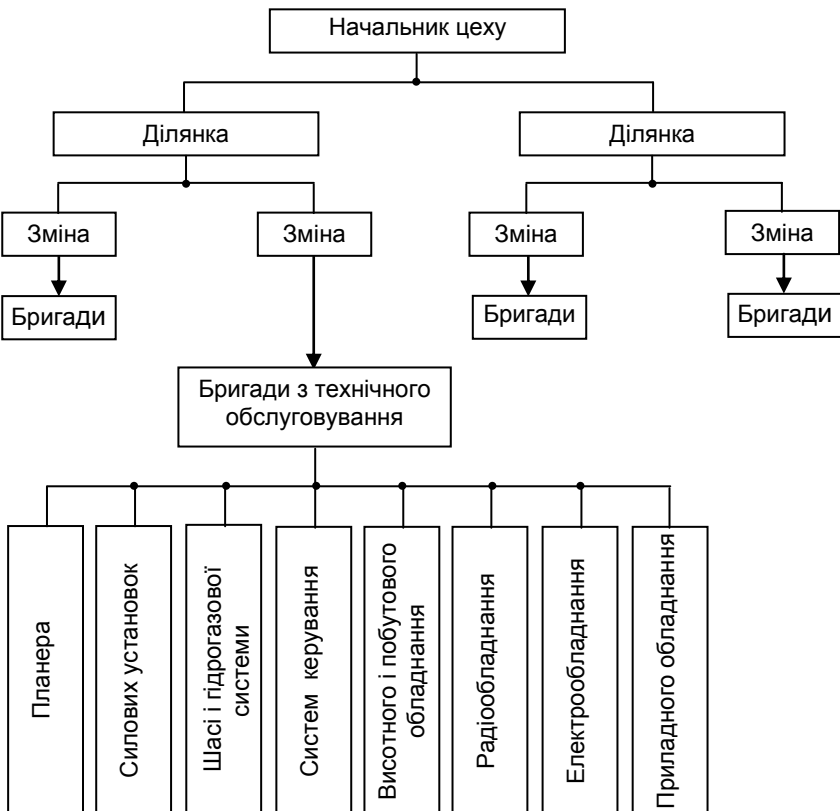 Начальник цеху
Ділянка
Ділянка
Зміна
Зміна
Зміна
Зміна
Бригади
Бригади
Бригади
Бригади з технічного
обслуговування
Планера
Силових установок
Шасі і гідрогазової
системи
Систем керування
Висотного і побутового
обладнання
Радіообладнання
Електрообладнання
Приладного обладнання